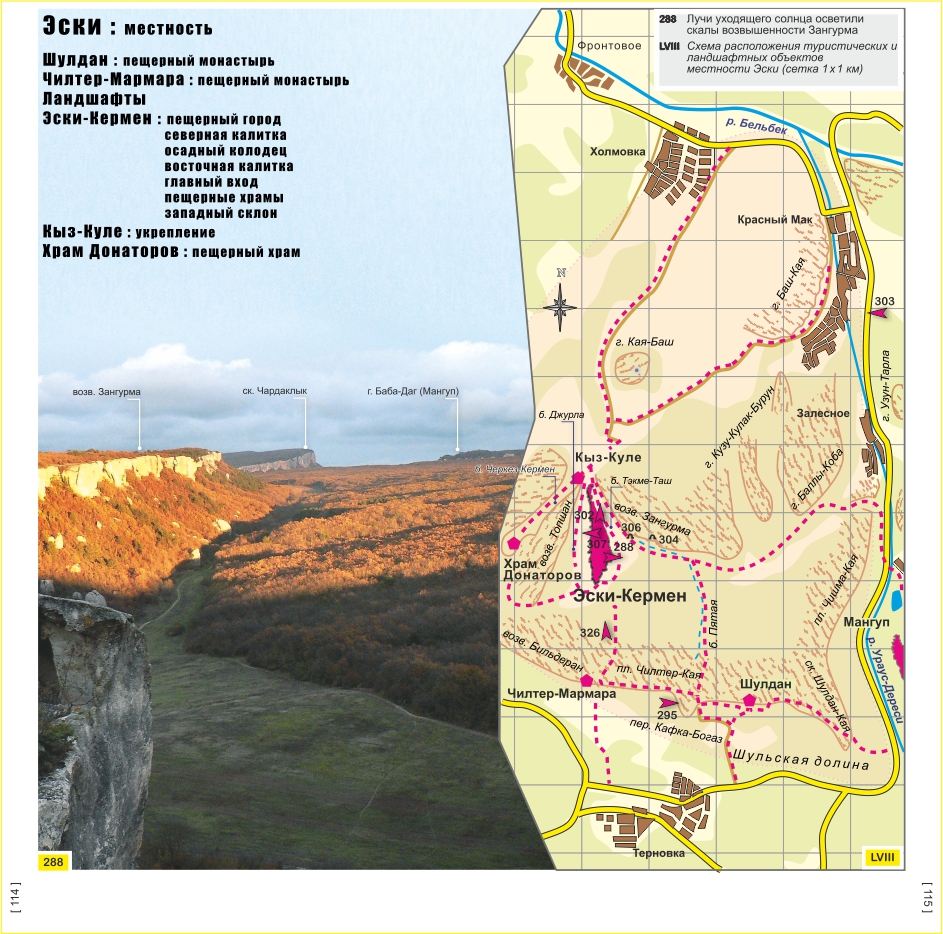 Эски : местность
Шулдан : пещерный монастырь
Чилтер-Мармара : пещерный монастырь
Ландшафты
Эски-Кермен : пещерный город
северная калитка
осадный колодец
восточная калитка
главный вход
пещерные храмы
западный склон
Кыз-Куле : укрепление
Храм Донаторов : пещерный храм
возв. Зангурма
ск. Чардаклык
г. Баба-Даг (Мангуп)
288
[ 114 ]
288 Лучи уходящего солнца осветили
скалы возвышенности Зангурма
LVIII Схема расположения туристических и
ландшафтных объектов
местности Эски (сетка 1х1 км)
Фронтовое
р. Бельбек
Холмовка
Красный Мак
г. Баш-Кая
N
303
г. Кая-Баш
г. Узун-Тарла
б. Джурла
г. Кузу-Кулак-Бурун
Залесное
Кыз-Куле
б. Черкез-Кермен
б. Тэкме-Таш
г. Баллы-Коба
302
возв. Зангурма
306
304
307
288
возв. Топшан
Храм
Донаторов
Эски-Кермен
пл. Чишма-Кая
Мангуп
326
б. Пятая
возв. Бильдеран
пл. Чилтер-Кая
р. Ураус-Дереси
Чилтер-Мармара
Шулдан
ск. Шулдан-Кая
295
пер. Кафка-Богаз
Шульская долина
Терновка
LVIII
[ 115 ]